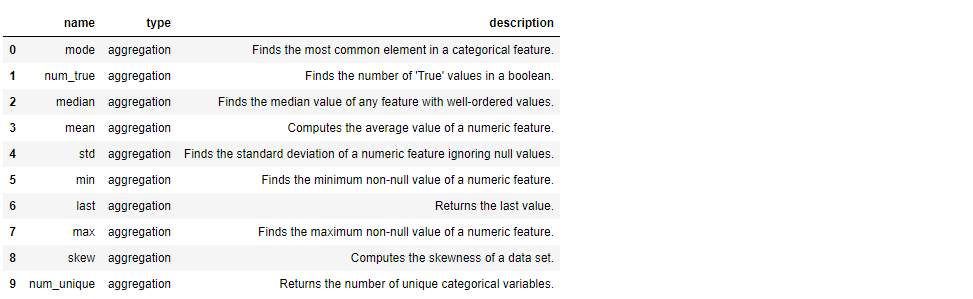 name type description
0 mode aggregation Finds the most common element in a categorical feature.
1 num_true aggregation Finds the number of 'True' values in a boolean.
2 median aggregation Finds the median value of any feature with well-ordered values.
3 mean aggregation Computes the average value of a numeric feature.
4 std aggregation Finds the standard deviation of a numeric feature ignoring null values.
5 min aggregation Finds the minimum non-null value of a numeric feature.
6 last aggregation Returns the last value.
7 max aggregation Finds the maximum non-null value of a numeric feature.
8 skew aggregation Computes the skewness of a data set.
9 num_unique aggregation Returns the number of unique categorical variables.